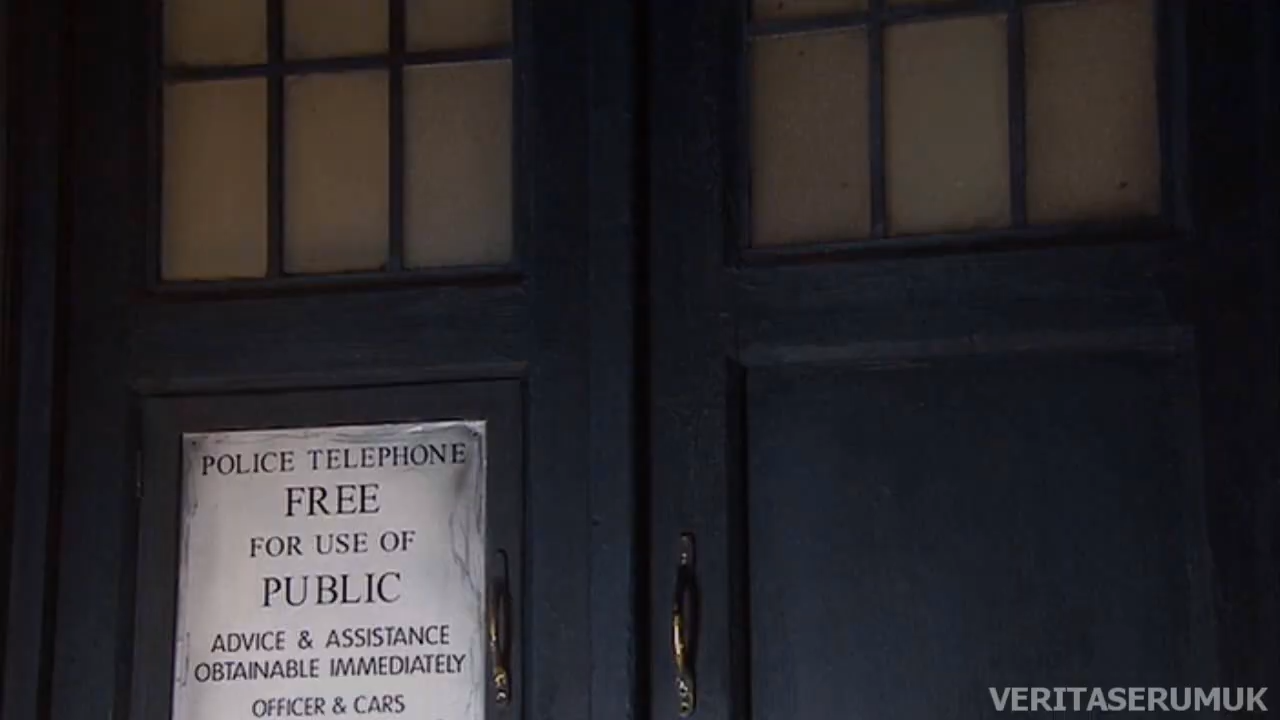 POLICE TELEPHONE
FREE
FOR USE OF
PUBLIC
ADVICE & ASSISTANCE
OBTAINABLE IMMEDIATELY
OFFICER & CARS
VERITASERUMUK